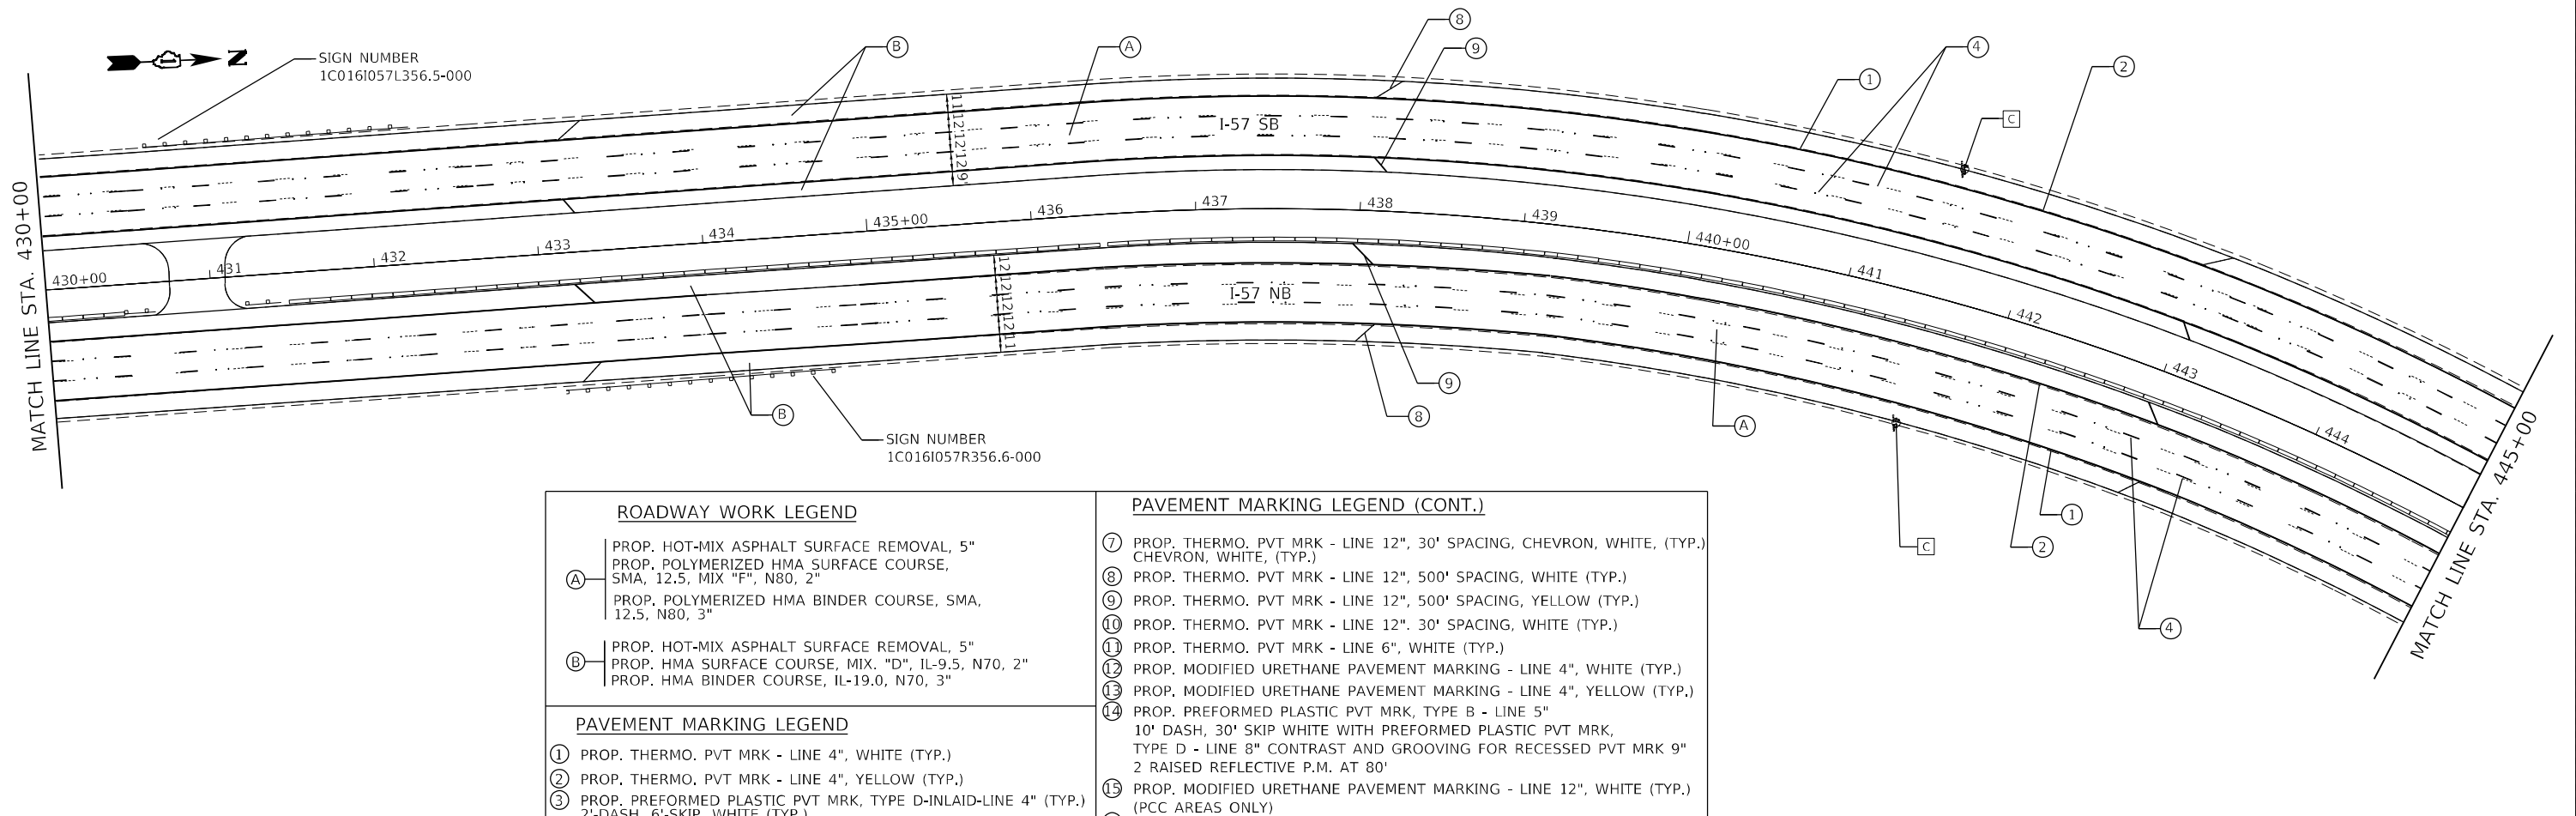 SIGN NUMBER
1C016I057L356.5-000
N
B
A
8
9
1
4
2
C
I-57 SB
11'12'12'12'9'
MATCH LINE STA. 430+00
430+00
431
432
433
434
435+00
436
437
438
439
440+00
441
442
443
444
MATCH LINE STA. 445+00
I-57 NB
12'12'12'12'11'
B
SIGN NUMBER
1C016I057R356.6-000
9
8
A
C
1
2
4
ROADWAY WORK LEGEND
A
PROP. HOT-MIX ASPHALT SURFACE REMOVAL, 5"
PROP. POLYMERIZED HMA SURFACE COURSE,
SMA, 12.5, MIX "F", N80, 2"
PROP. POLYMERIZED HMA BINDER COURSE, SMA,
12.5, N80, 3"
B
PROP. HOT-MIX ASPHALT SURFACE REMOVAL, 5"
PROP. HMA SURFACE COURSE, MIX. "D", IL-9.5, N70, 2"
PROP. HMA BINDER COURSE, IL-19.0, N70, 3"
PAVEMENT MARKING LEGEND
1 PROP. THERMO. PVT MRK - LINE 4", WHITE (TYP.)
2 PROP. THERMO. PVT MRK - LINE 4", YELLOW (TYP.)
3 PROP. PREFORMED PLASTIC PVT MRK, TYPE D-INLAID-LINE 4" (TYP.)
2'-DASH, 6'-SKIP, WHITE (TYP.)
PAVEMENT MARKING LEGEND (CONT.)
7 PROP. THERMO. PVT MRK - LINE 12", 30' SPACING, CHEVRON, WHITE, (TYP.)
CHEVRON, WHITE, (TYP.)
8 PROP. THERMO. PVT MRK - LINE 12", 500' SPACING, WHITE (TYP.)
9 PROP. THERMO. PVT MRK - LINE 12", 500' SPACING, YELLOW (TYP.)
10 PROP. THERMO. PVT MRK - LINE 12". 30' SPACING, WHITE (TYP.)
11 PROP. THERMO. PVT MRK - LINE 6", WHITE (TYP.)
12 PROP. MODIFIED URETHANE PAVEMENT MARKING - LINE 4", WHITE (TYP.)
13 PROP. MODIFIED URETHANE PAVEMENT MARKING - LINE 4", YELLOW (TYP.)
14 PROP. PREFORMED PLASTIC PVT MRK, TYPE B - LINE 5"
10' DASH, 30' SKIP WHITE WITH PREFORMED PLASTIC PVT MRK,
TYPE D - LINE 8" CONTRAST AND GROOVING FOR RECESSED PVT MRK 9"
2 RAISED REFLECTIVE P.M. AT 80'
15 PROP. MODIFIED URETHANE PAVEMENT MARKING - LINE 12", WHITE (TYP.)
(PCC AREAS ONLY)